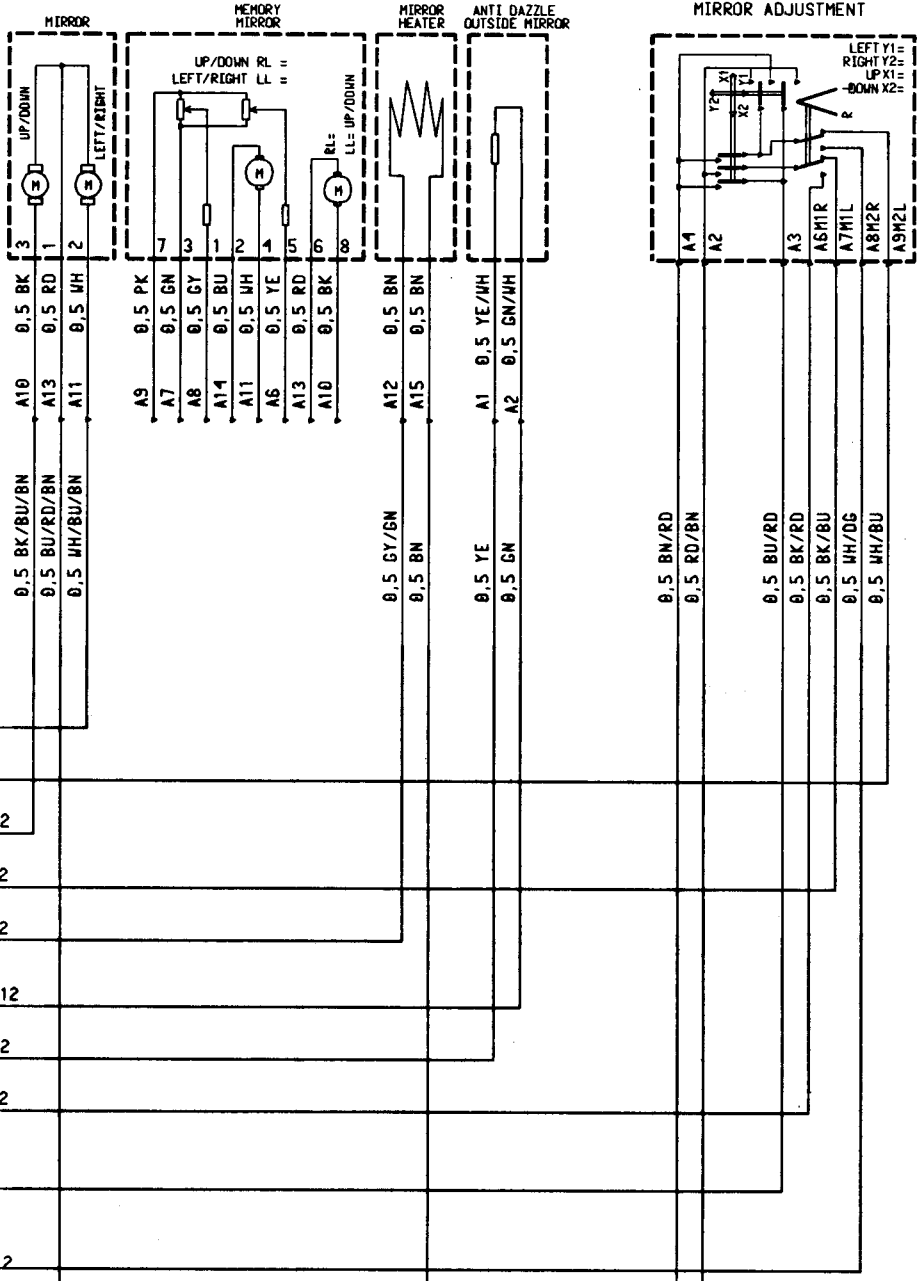 MIRROR
UP/DOWN
LEFT/RIGHT
M
M
3
1
2
0,5 BK
0,5 RD
0,5 WH
A10
A13
A11
0,5 BK/BU/BN
0,5 BU/RD/BN
0,5 WH/BU/BN
MEMORY
MIRROR
UP/DOWN RL =
LEFT/RIGHT LL =
RL=
LL= UP/DOWN
M
M
7
3
1
2
4
5
6
8
0,5 PK
0,5 GN
0,5 GY
0,5 BU
0,5 WH
0,5 YE
0,5 RD
0,5 BK
A9
A7
A8
A14
A11
A6
A13
A10
MIRROR
HEATER
0,5 BN
0,5 BN
A12
A15
0,5 GY/GN
0,5 BN
ANTI DAZZLE
OUTSIDE MIRROR
0,5 YE/WH
0,5 GN/WH
A1
A2
0,5 YE
0,5 GN
MIRROR ADJUSTMENT
LEFT Y1=
RIGHT Y2=
UP X1=
DOWN X2=
X1
Y1
Y2
X2
R
A4
A2
A3
A6M1R
A7M1L
A8M2R
A9M2L
0,5 BN/RD
0,5 RD/BN
0,5 BU/RD
0,5 BK/RD
0,5 BK/BU
0,5 WH/DG
0,5 WH/BU
2
2
2
12
2
2
2